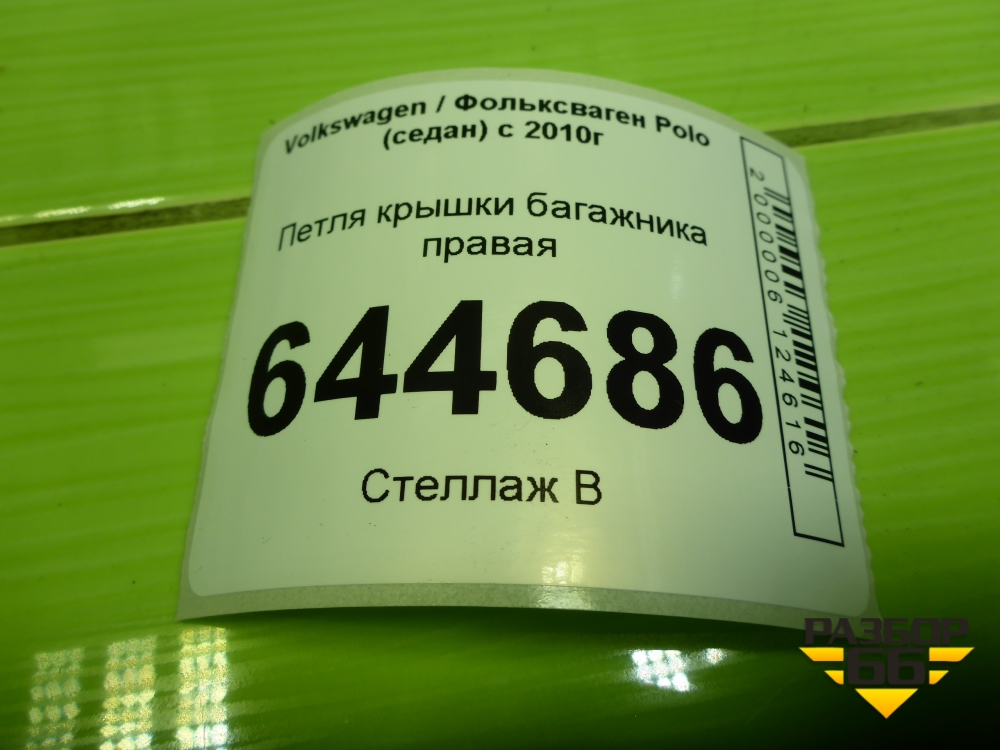 Volkswagen / Фольксваген Polo
(седан) с 2010г
Петля крышки багажника
правая
644686
Стеллаж В
2000006124616
РАЗБОР
66